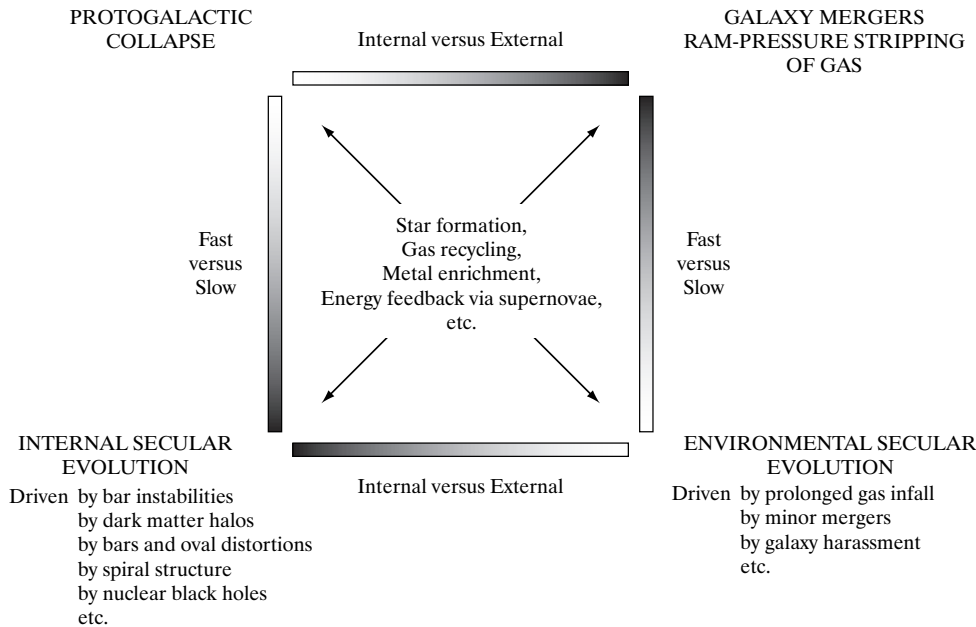 PROTOGALACTIC
COLLAPSE
Internal versus External
GALAXY MERGERS
RAM-PRESSURE STRIPPING
OF GAS
Fast
versus
Slow
Star formation,
Gas recycling,
Metal enrichment,
Energy feedback via supernovae,
etc.
Fast
versus
Slow
INTERNAL SECULAR
EVOLUTION
Driven by bar instabilities
by dark matter halos
by bars and oval distortions
by spiral structure
by nuclear black holes
etc.
Internal versus External
ENVIRONMENTAL SECULAR
EVOLUTION
Driven by prolonged gas infall
by minor mergers
by galaxy harassment
etc.